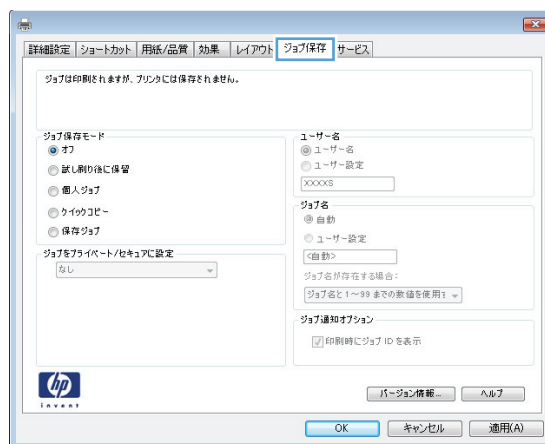 詳細設定 ショートカット 用紙/品質 効果 レイアウト ジョブ保存 サービス
ジョブは印刷されますが、プリンタには保存されません。
ジョブ保存モード
オフ
試し刷り後に保留
個人ジョブ
クイックコピー
保存ジョブ
ジョブをプライベート/セキュアに設定
なし
ユーザー名
ユーザー名
ユーザー設定
XXXXS
ジョブ名
自動
ユーザー設定
<自動>
ジョブ名が存在する場合:
ジョブ名と1~99 までの数値を使用
ジョブ通知オプション
印刷時にジョブ ID を表示
hp
invent
バージョン情報... ヘルプ
OK キャンセル 適用(A)